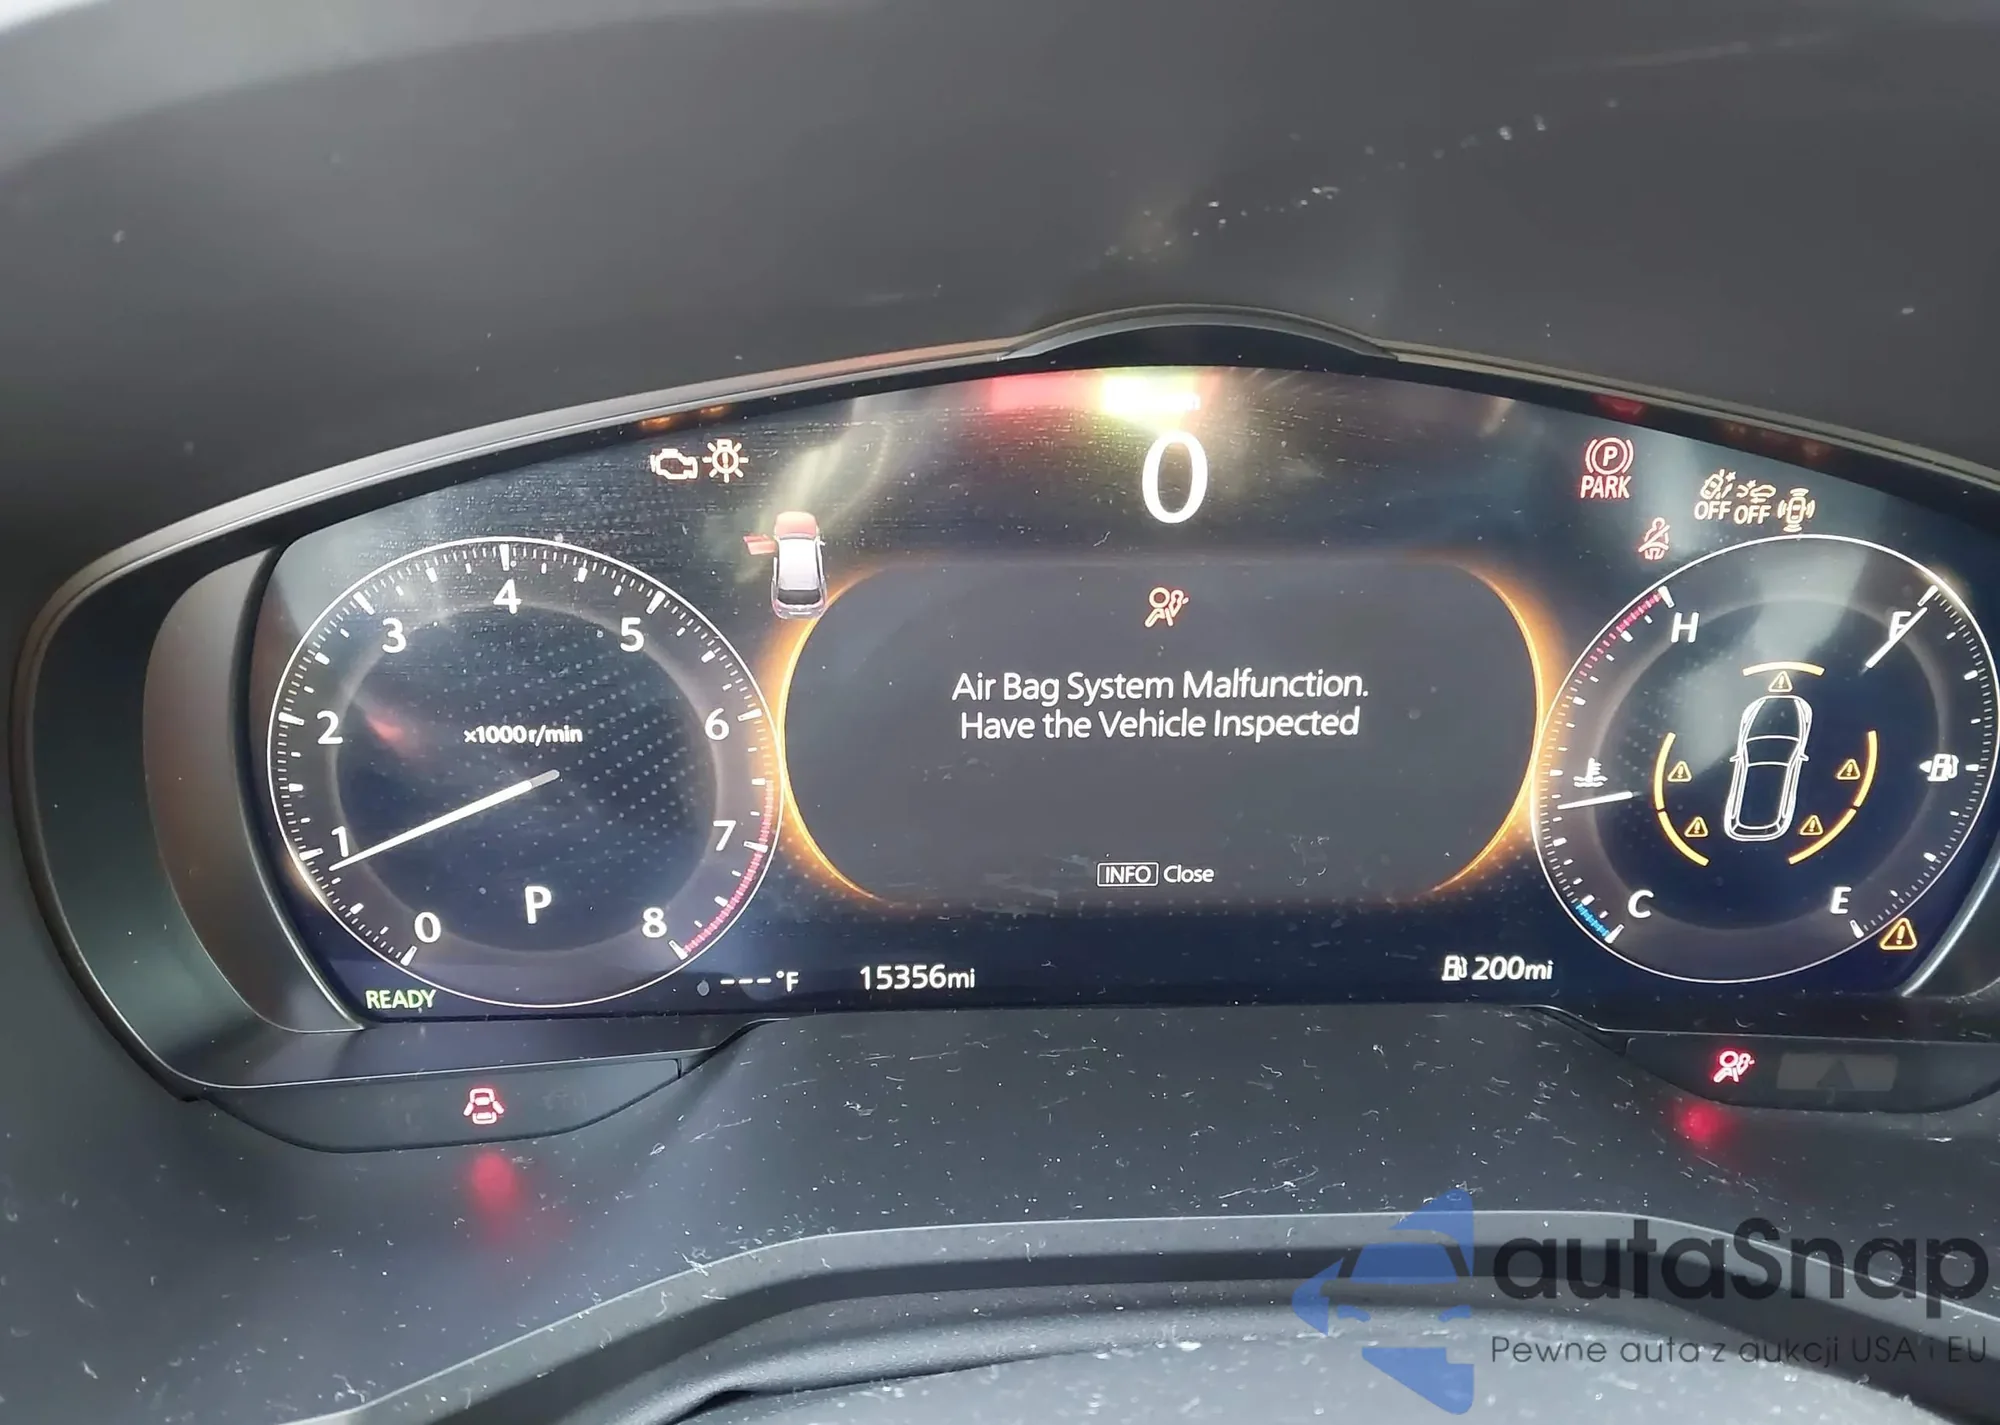 0
PARK
OFF OFF
4
3
5
2
6
x1000 r/min
1
7
0
P
8
Air Bag System Malfunction.
Have the Vehicle Inspected
INFO Close
H
F
C
E
READY
---°F
15356mi
200mi
autaSnap
Pewne auta z aukcji USA i EU